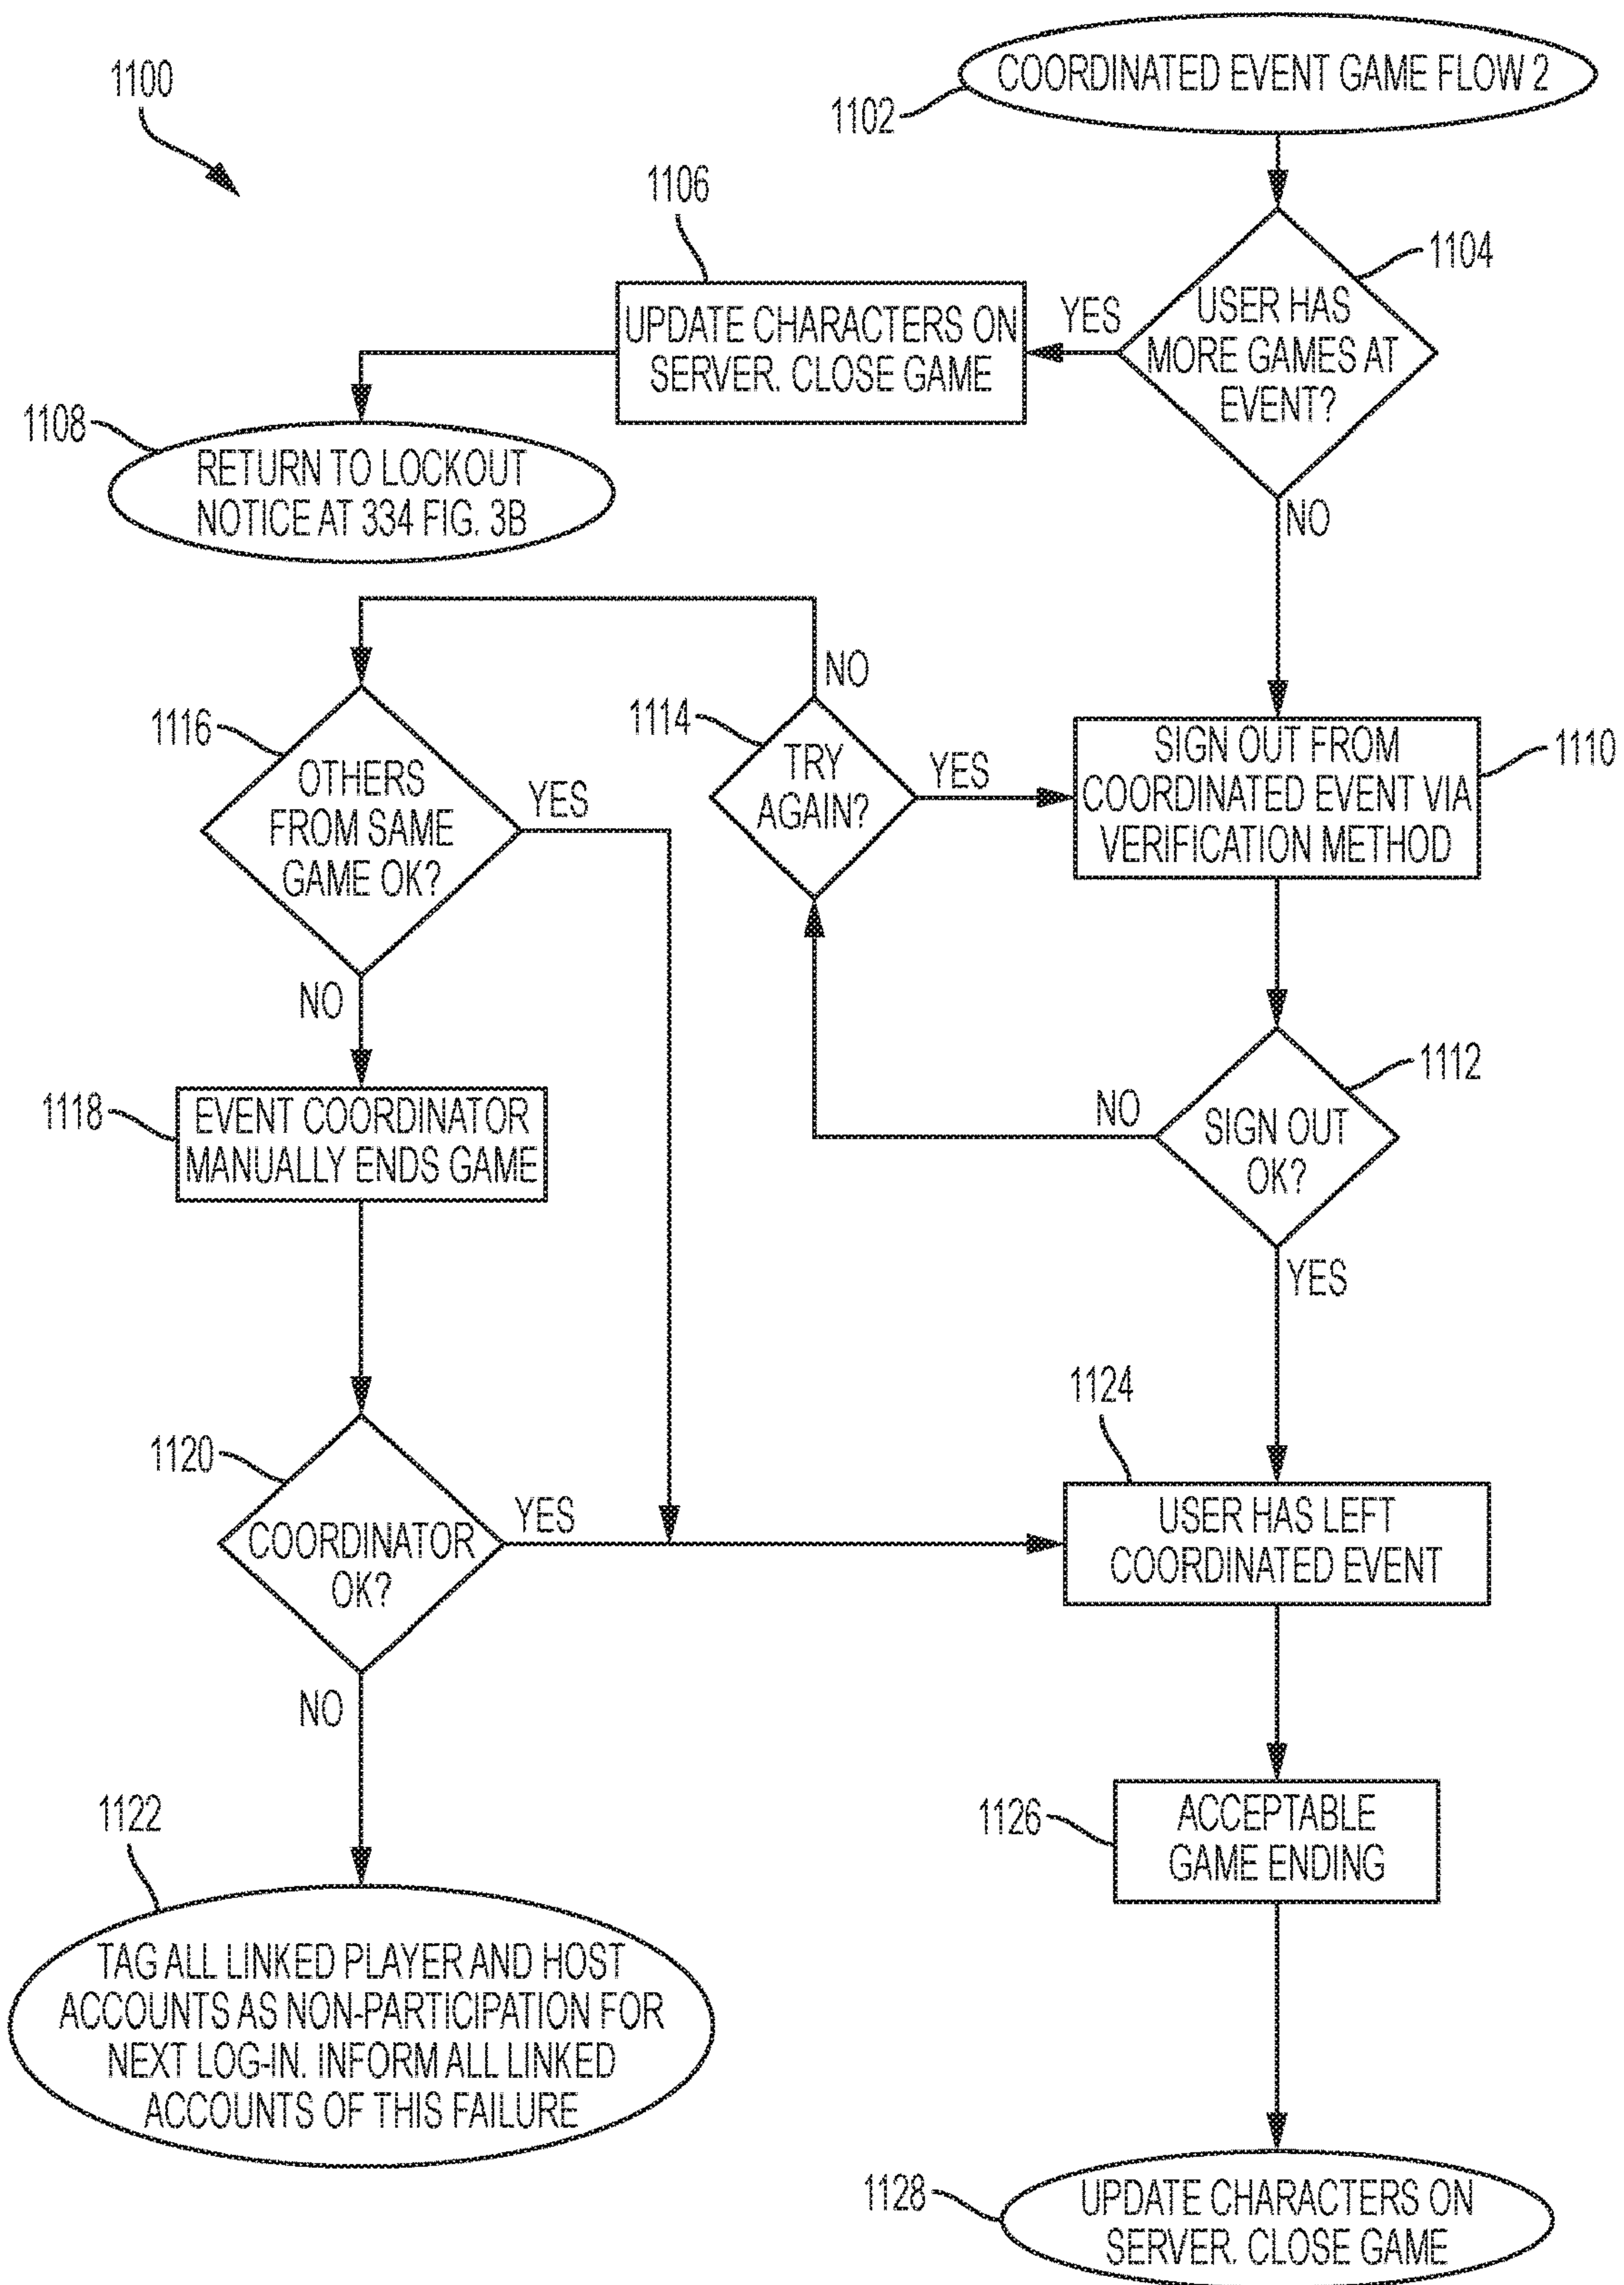 1100
COORDINATED EVENT GAME FLOW 2
1102
1106
1104
USER HAS
MORE GAMES AT
EVENT?
YES
UPDATE CHARACTERS ON
SERVER. CLOSE GAME
1108
RETURN TO LOCKOUT
NOTICE AT 334 FIG. 3B
NO
NO
1116
OTHERS
FROM SAME
GAME OK?
YES
1114
TRY
AGAIN?
YES
SIGN OUT FROM
COORDINATED EVENT VIA
VERIFICATION METHOD
1110
NO
1118
EVENT COORDINATOR
MANUALLY ENDS GAME
NO
1112
SIGN OUT
OK?
YES
1124
1120
COORDINATOR
OK?
YES
USER HAS LEFT
COORDINATED EVENT
NO
1126
ACCEPTABLE
GAME ENDING
1122
TAG ALL LINKED PLAYER AND HOST
ACCOUNTS AS NON-PARTICIPATION FOR
NEXT LOG-IN. INFORM ALL LINKED
ACCOUNTS OF THIS FAILURE
1128
UPDATE CHARACTERS ON
SERVER. CLOSE GAME